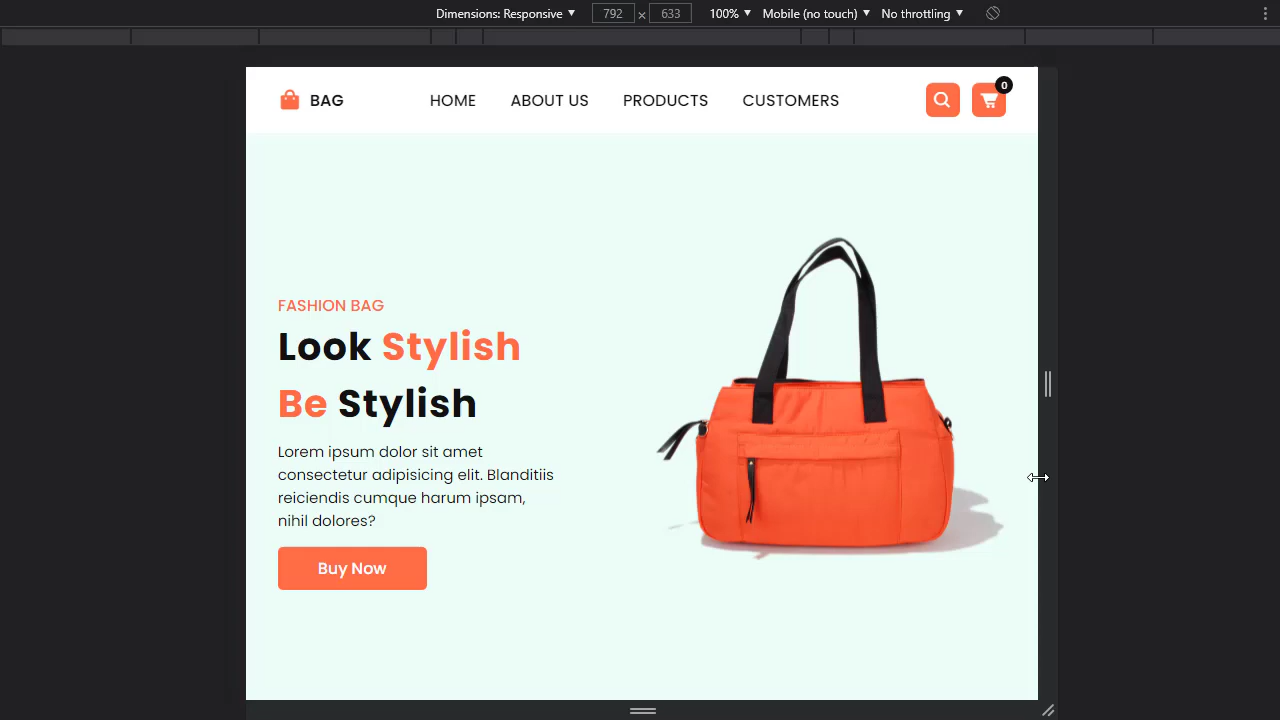 Dimensions: Responsive 792 x 633 100% Mobile (no touch) No throttling
BAG HOME ABOUT US PRODUCTS CUSTOMERS 0
FASHION BAG
Look Stylish
Be Stylish
Lorem ipsum dolor sit amet
consectetur adipisicing elit. Blanditiis
reiciendis cumque harum ipsam,
nihil dolores?
Buy Now